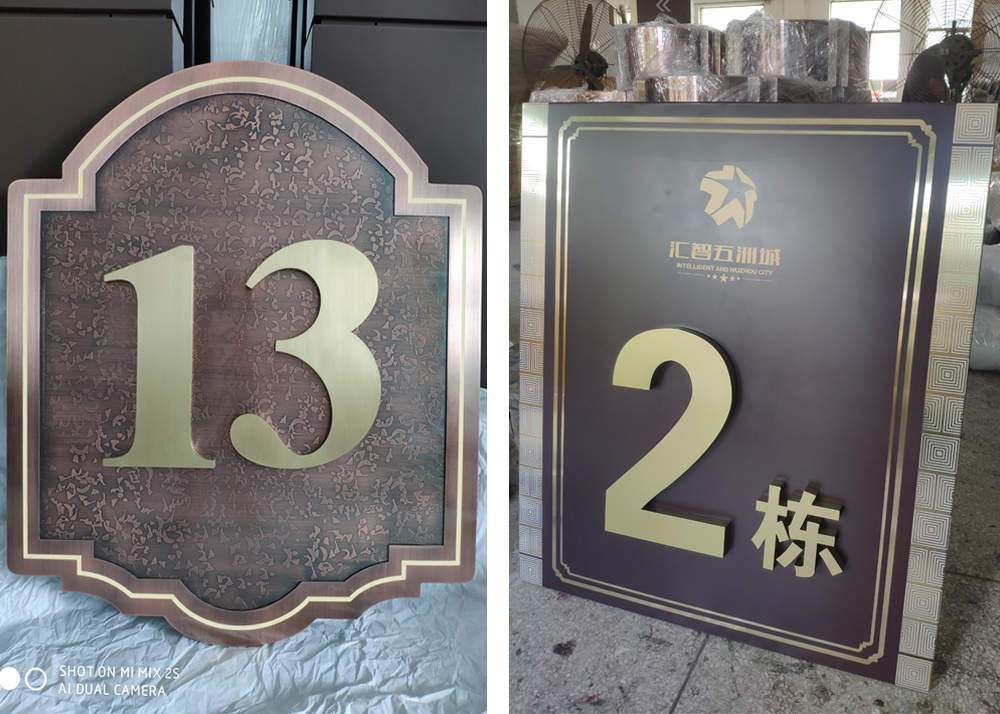 13
SHOT ON MI MIX 2S
AI DUAL CAMERA
汇智五洲城
INTELLIGENT AND WUZHOU CITY
2栋